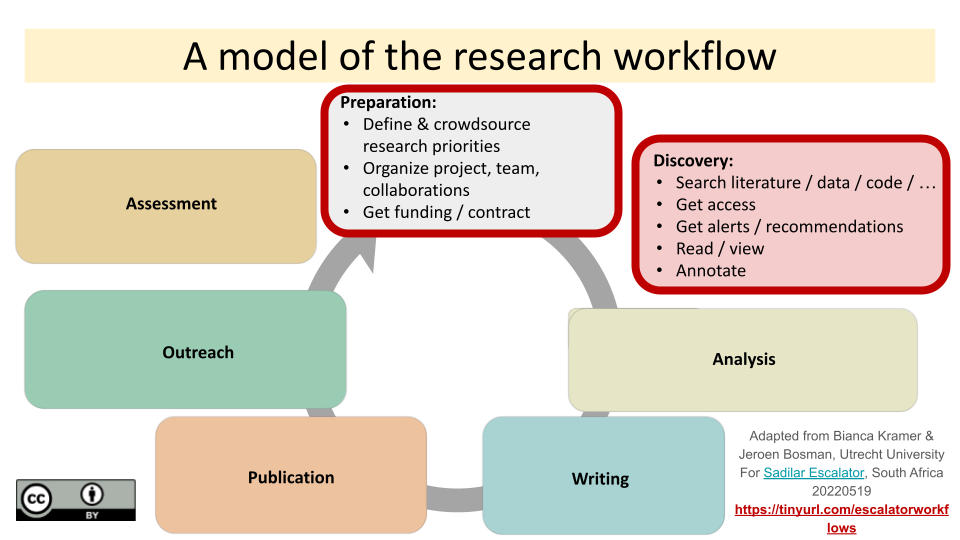 A model of the research workflow
Preparation:
• Define & crowdsource
research priorities
• Organize project, team,
collaborations
• Get funding / contract
Discovery:
• Search literature / data / code / …
• Get access
• Get alerts / recommendations
• Read / view
• Annotate
Assessment
Outreach
Analysis
Publication
Writing
Adapted from Bianca Kramer &
Jeroen Bosman, Utrecht University
For Sadilar Escalator, South Africa
20220519
https://tinyurl.com/escalatorworkf
lows
cc
BY